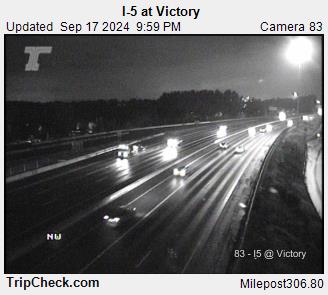 I-5 at Victory
Updated Sep 17 2024 9:59 PM Camera 83
T
NW
83 - I5 @ Victory
TripCheck.com Milepost306.80